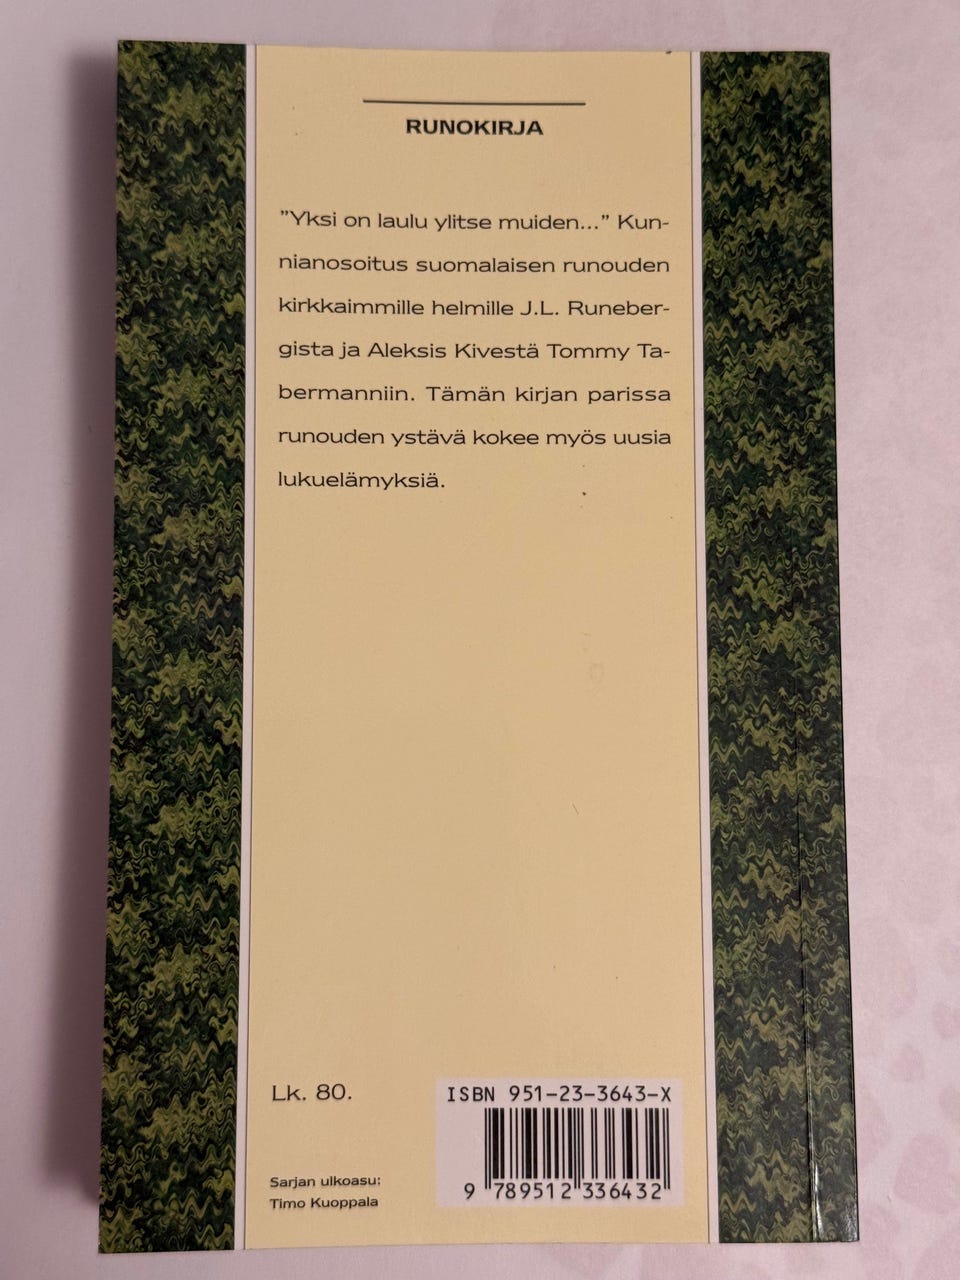 RUNOKIRJA
”Yksi on laulu ylitse muiden...” Kun-
nianosoitus suomalaisen runouden
kirkkaimmille helmille J.L. Runeber-
gista ja Aleksis Kivestä Tommy Ta-
bermanniin. Tämän kirjan parissa
runouden ystävä kokee myös uusia
lukuelämyksiä.
Lk. 80.
ISBN 951-23-3643-X
9 789512 336432
Sarjan ulkoasu:
Timo Kuoppala